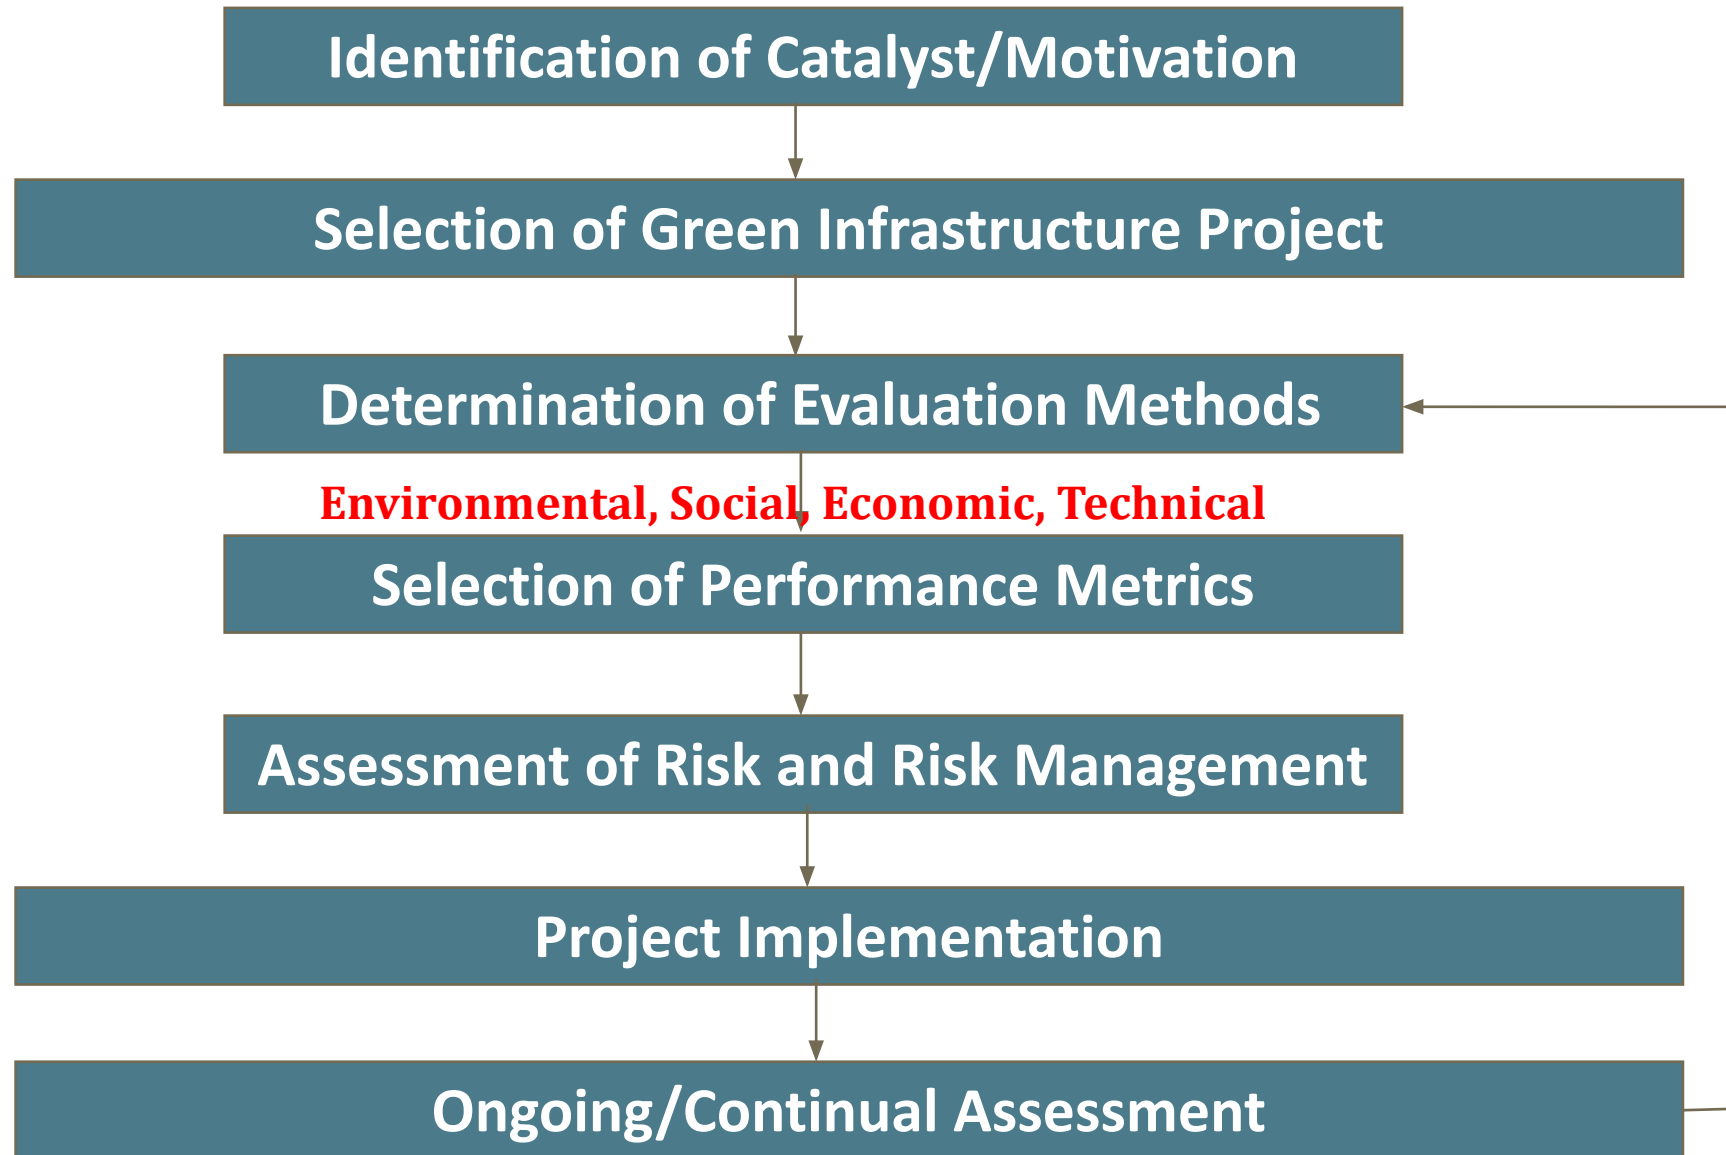 Identification of Catalyst/Motivation
Selection of Green Infrastructure Project
Determination of Evaluation Methods
Environmental, Social, Economic, Technical
Selection of Performance Metrics
Assessment of Risk and Risk Management
Project Implementation
Ongoing/Continual Assessment